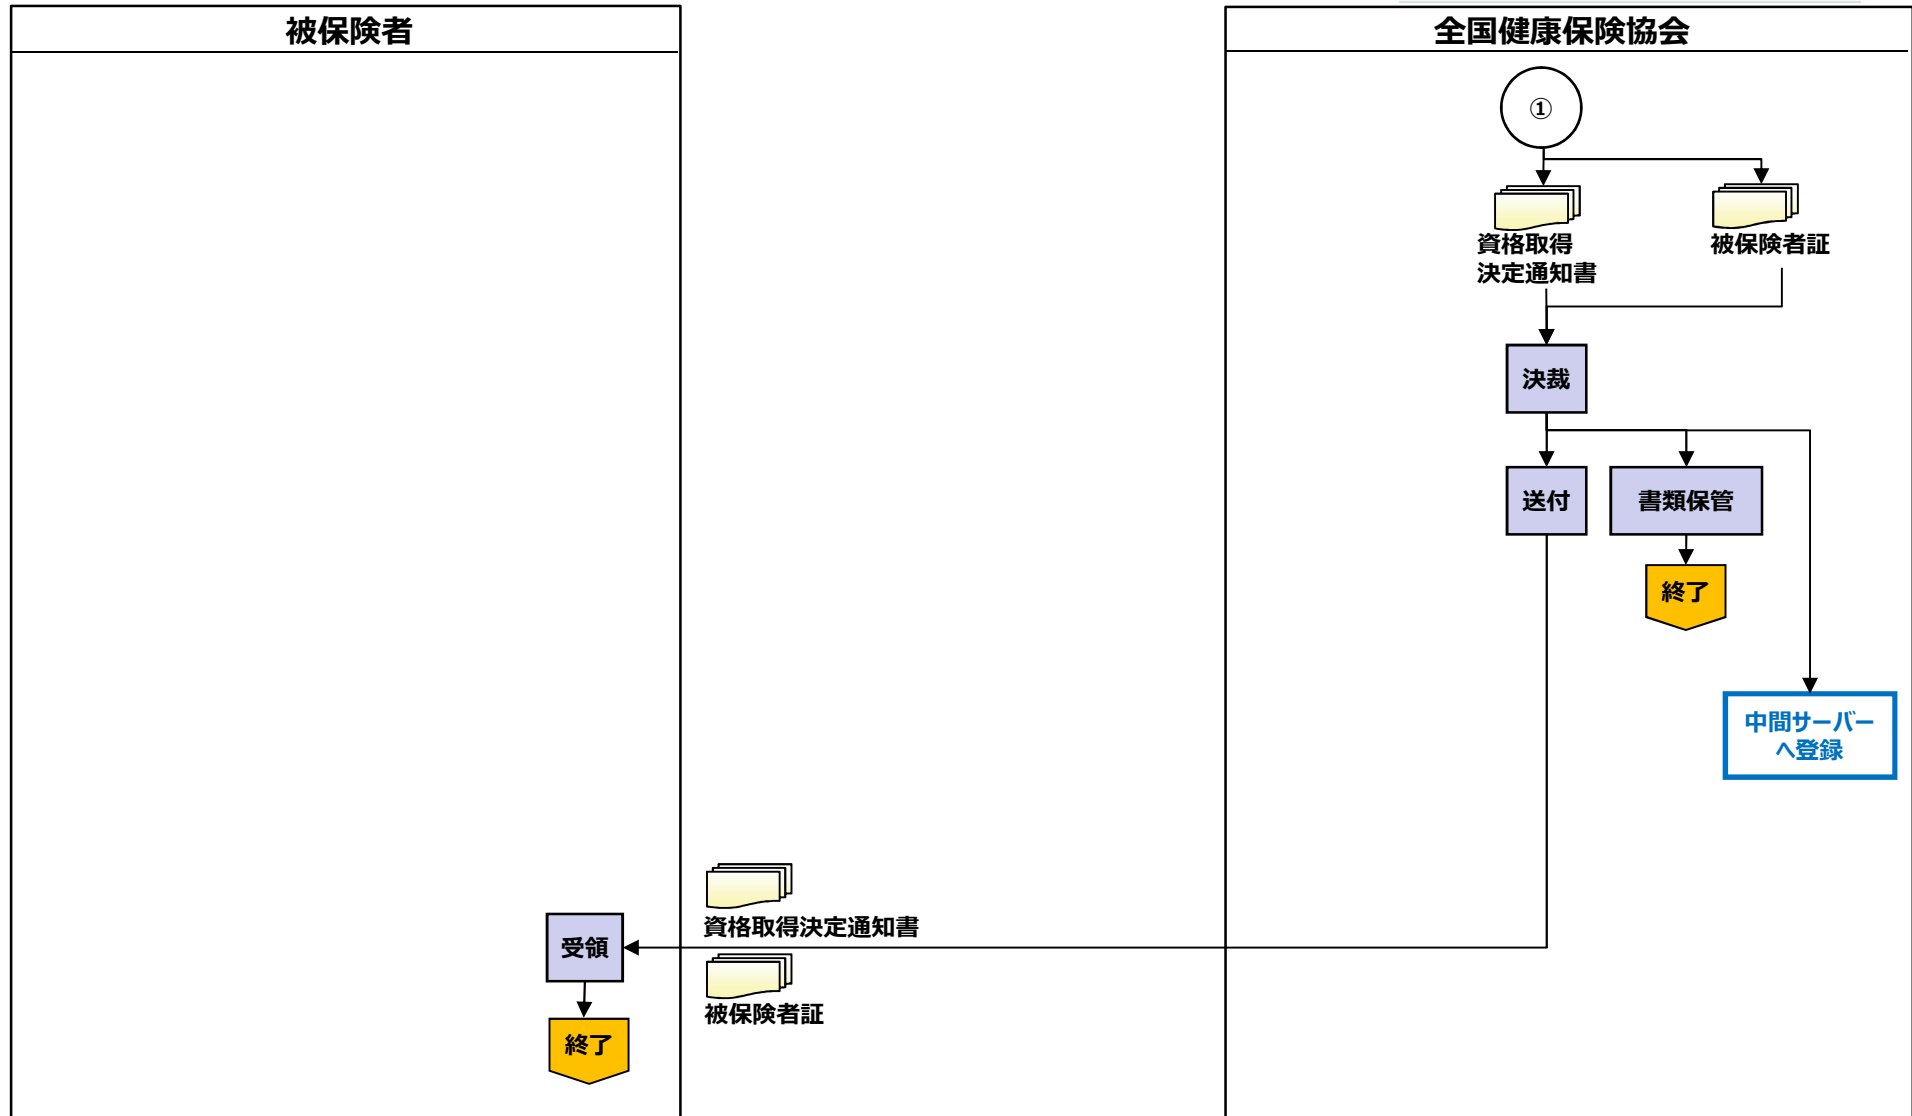 被保険者
全国健康保険協会
①
資格取得
決定通知書
被保険者証
決裁
送付
書類保管
終了
中間サーバー
へ登録
資格取得決定通知書
受領
被保険者証
終了